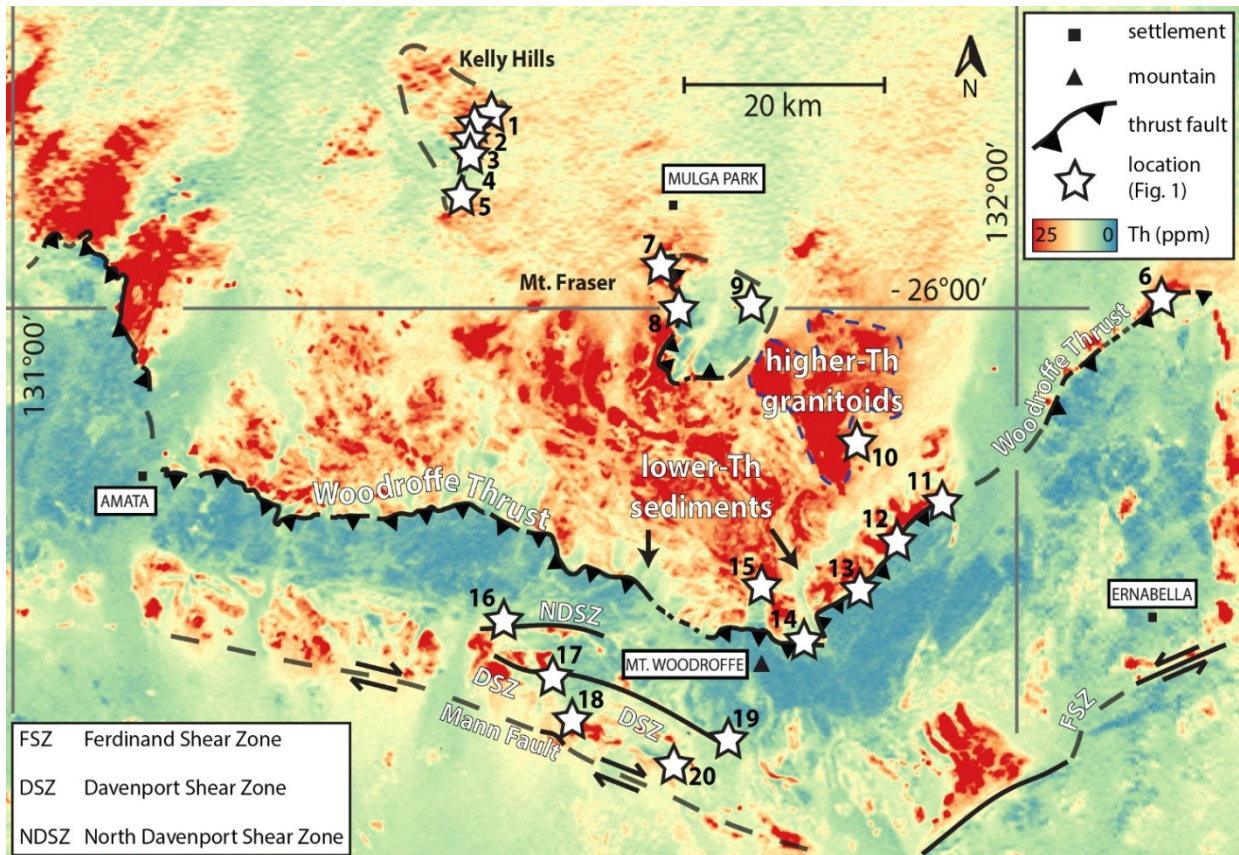 Kelly Hills
N
20 km
1
2
3
4
5
MULGA PARK
132°00’
settlement
mountain
thrust fault
location
(Fig. 1)
25
0
Th (ppm)
7
Mt. Fraser
9
- 26°00’
6
8
131°00’
higher-Th
granitoids
Woodroffe Thrust
10
lower-Th
sediments
11
AMATA
Woodroffe Thrust
12
15
13
ERNABELLA
16
NDSZ
14
MT. WOODROFFE
17
DSZ
18
DSZ
19
Mann Fault
20
FSZ
FSZ Ferdinand Shear Zone
DSZ Davenport Shear Zone
NDSZ North Davenport Shear Zone